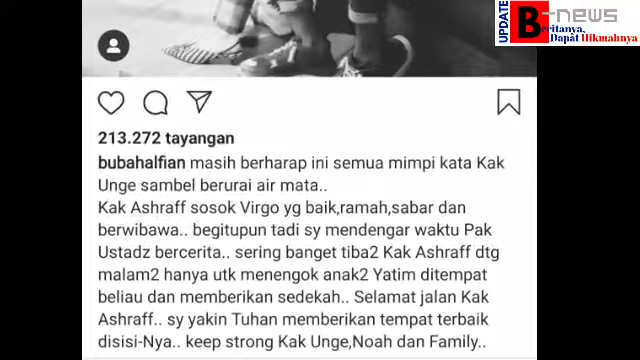 UPDATE
B-news
Beritanya,
Dapat Hikmahnya
213.272 tayangan
bubahalfian masih berharap ini semua mimpi kata Kak
Unge sambel berurai air mata..
Kak Ashraff sosok Virgo yg baik,ramah,sabar dan
berwibawa.. begitupun tadi sy mendengar waktu Pak
Ustadz bercerita.. sering banget tiba2 Kak Ashraff dtg
malam2 hanya utk menengok anak2 Yatim ditempat
beliau dan memberikan sedekah.. Selamat jalan Kak
Ashraff.. sy yakin Tuhan memberikan tempat terbaik
disisi-Nya.. keep strong Kak Unge,Noah dan Family..